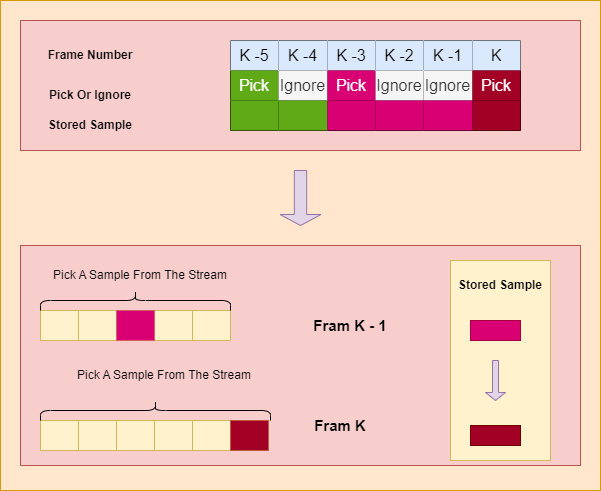 Frame Number K -5 K -4 K -3 K -2 K -1 K
Pick Or Ignore Pick Ignore Pick Ignore Ignore Pick
Stored Sample
Pick A Sample From The Stream
Fram K - 1
Pick A Sample From The Stream
Fram K
Stored Sample